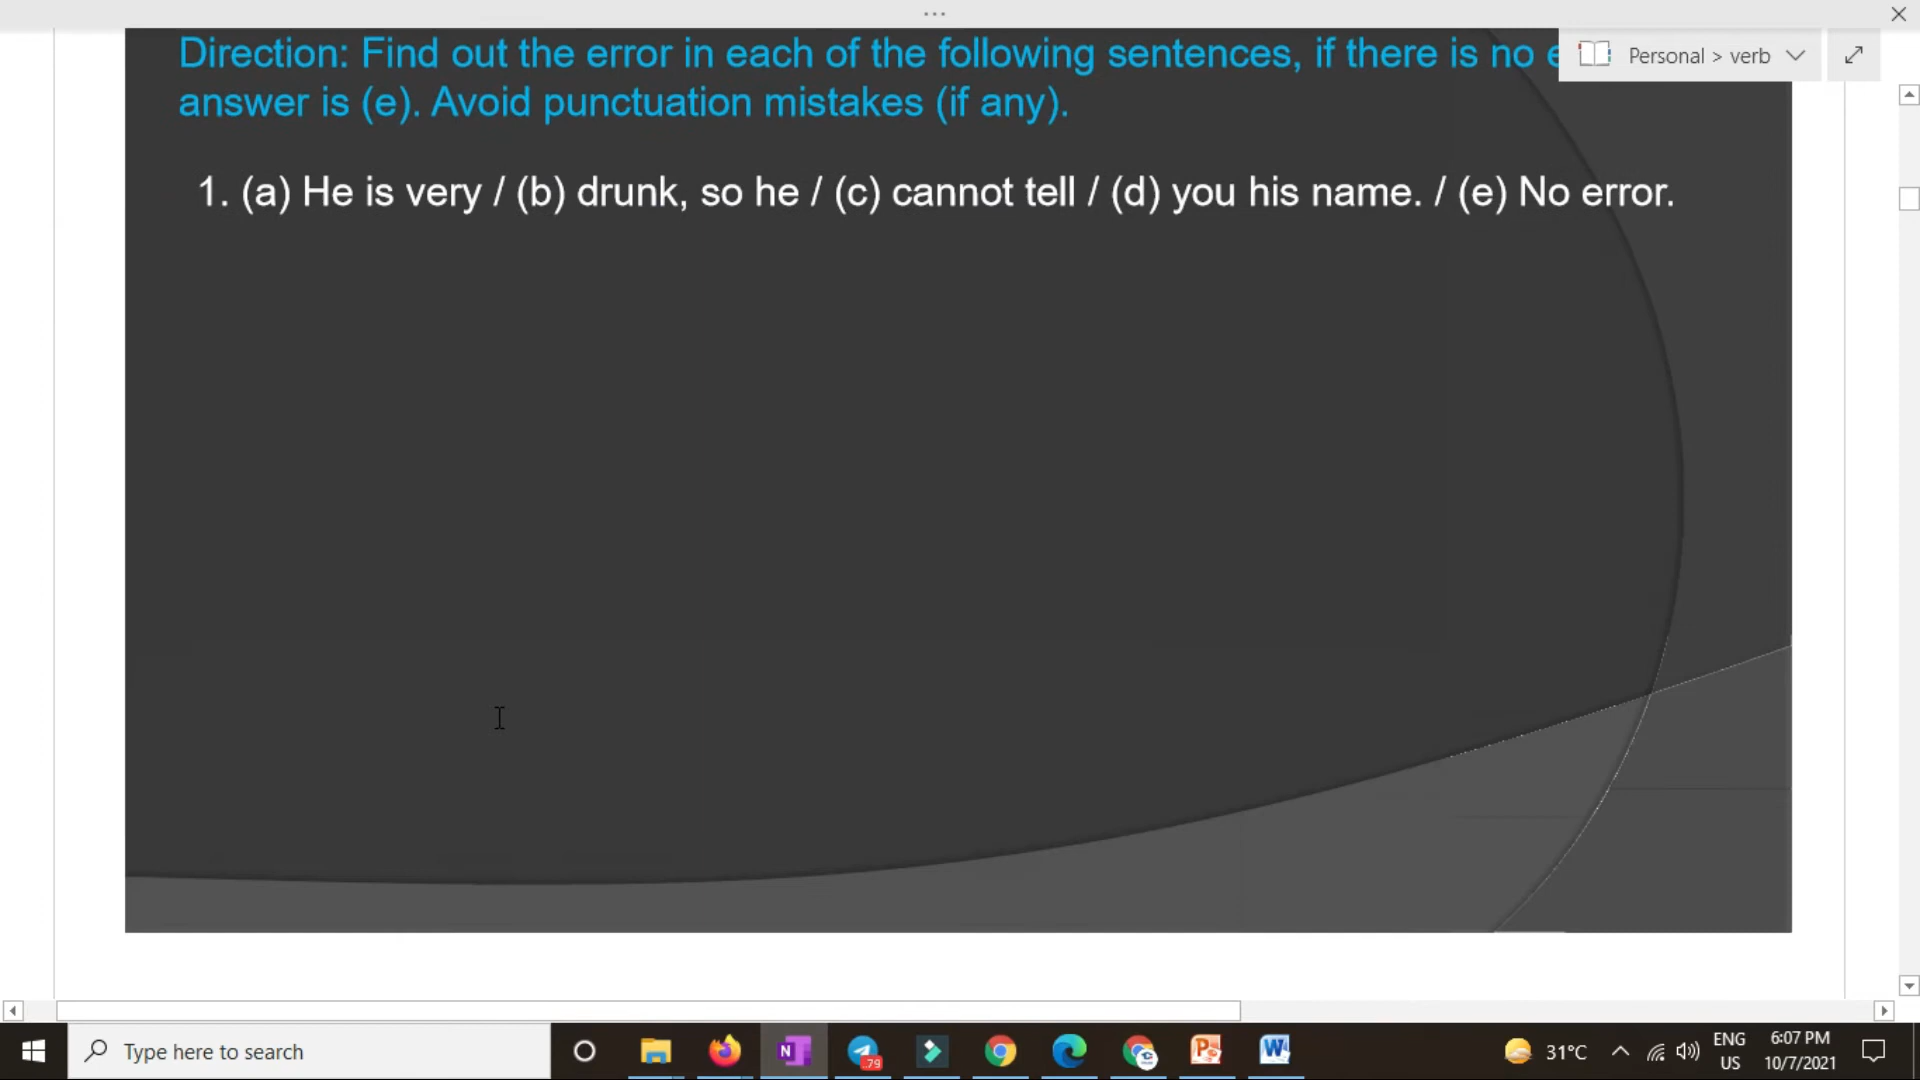 ...
Direction: Find out the error in each of the following sentences, if there is no
Personal > verb
answer is (e). Avoid punctuation mistakes (if any).
1. (a) He is very / (b) drunk, so he / (c) cannot tell / (d) you his name. / (e) No error.
Type here to search
79
31°C
ENG
US
6:07 PM
10/7/2021